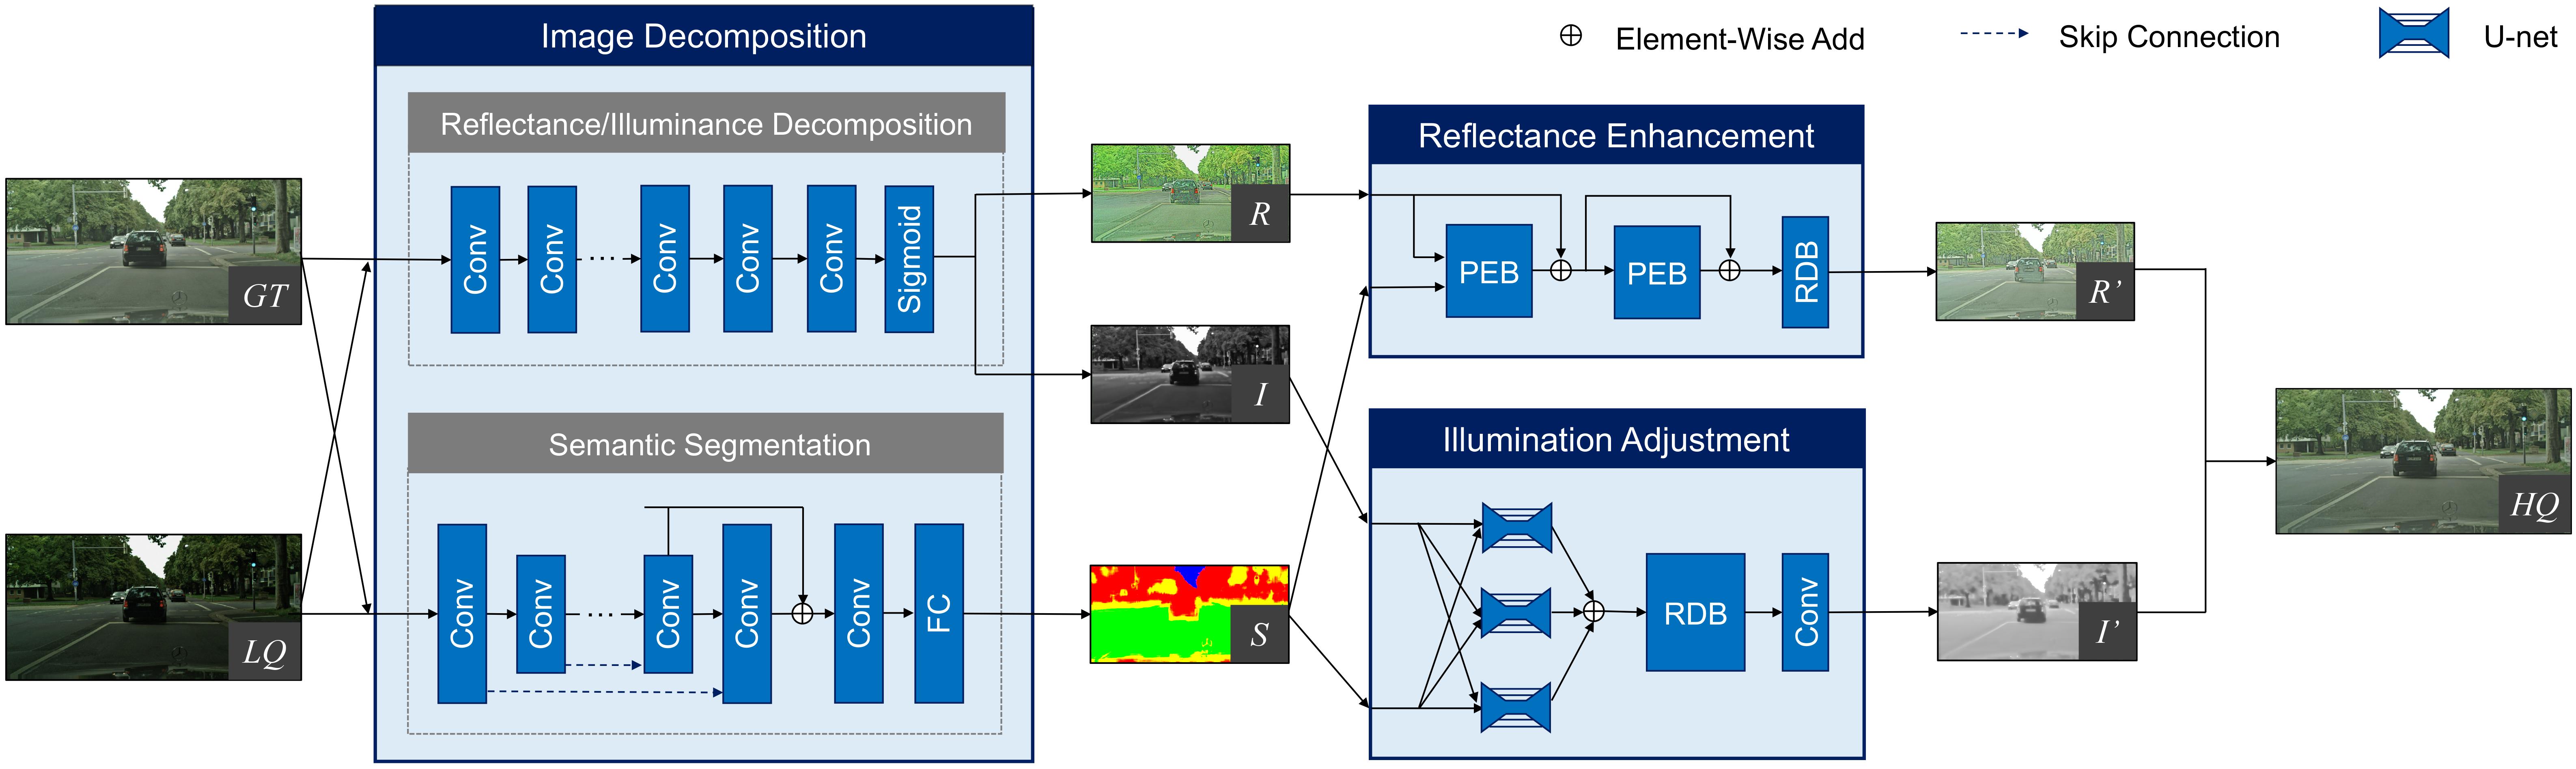 Image Decomposition
Element-Wise Add
Skip Connection
U-net
Reflectance/Illuminance Decomposition
Conv
Conv
...
Conv
Conv
Conv
Sigmoid
GT
LQ
Semantic Segmentation
Conv
Conv
...
Conv
Conv
Conv
FC
R
I
S
Reflectance Enhancement
PEB
PEB
RDB
Illumination Adjustment
RDB
Conv
R’
I’
HQ